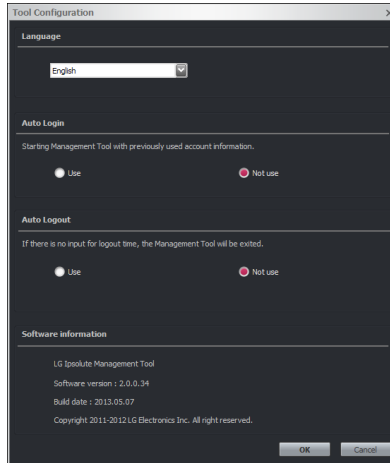 Tool Configuration
Language
English
Auto Login
Starting Management Tool with previously used account information.
Use Not use
Auto Logout
If there is no input for logout time, the Management Tool will be exited.
Use Not use
Software information
LG Ipsolute Management Tool
Software version : 2.0.0.34
Build date : 2013.05.07
Copyright 2011-2012 LG Electronics Inc. All right reserved.
OK Cancel